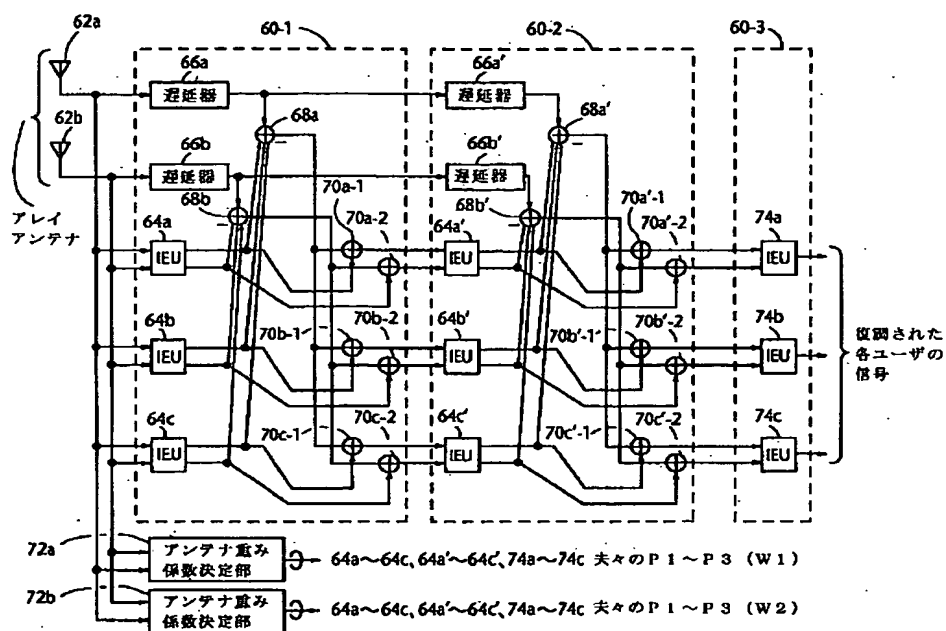 62a
60-1
60-2
60-3
66a
66a'
遅延器
遅延器
62b
68a
68a'
66b
66b'
遅延器
遅延器
アレイ
アンテナ
68b
70a-1
70a-2
68b'
70a'-1
70a'-2
64a
64a'
74a
IEU
IEU
IEU
64b
70b-1
70b-2
64b'
70b'-1
70b'-2
74b
IEU
IEU
IEU
復調された
各ユーザの
信号
64c
70c-1
70c-2
64c'
70c'-1
70c'-2
74c
IEU
IEU
IEU
72a
アンテナ重み
係数決定部
64a~64c、64a'~64c'、74a~74c 夫々のP1~P3 (W1)
72b
アンテナ重み
係数決定部
64a~64c、64a'~64c'、74a~74c 夫々のP1~P3 (W2)